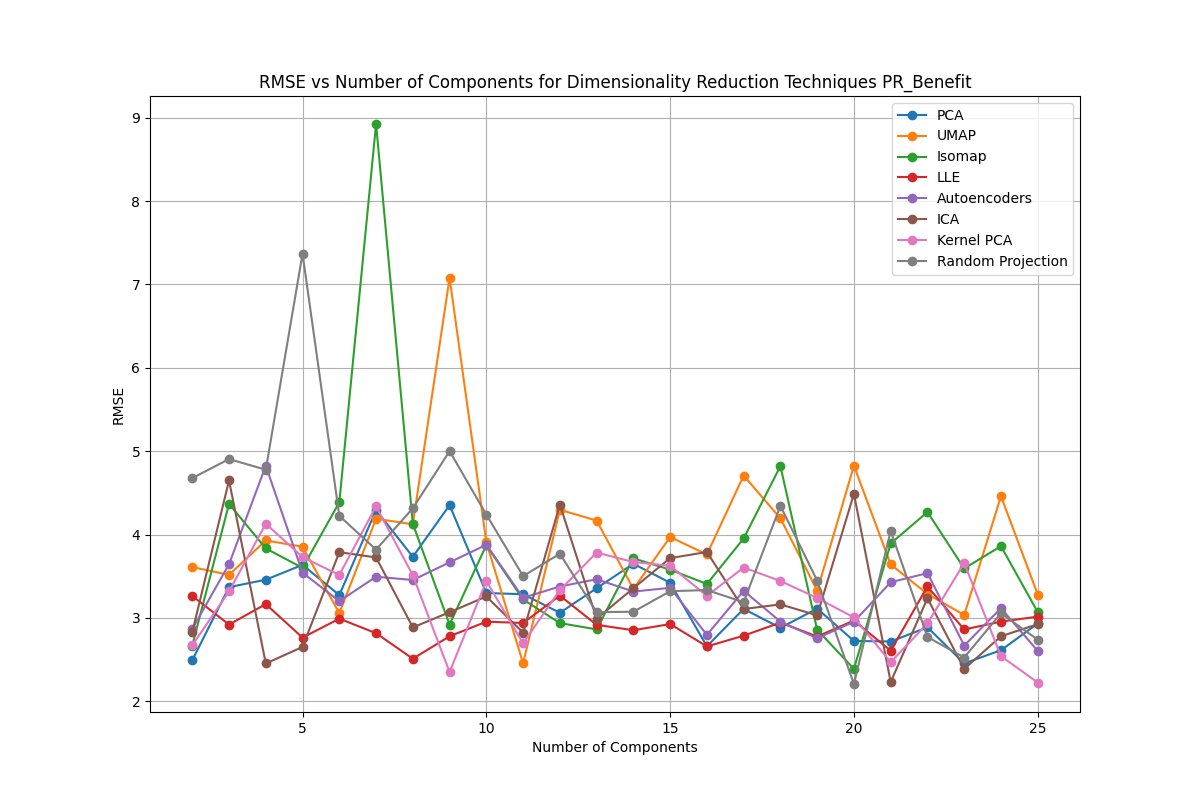 RMSE vs Number of Components for Dimensionality Reduction Techniques PR_Benefit
PCA
UMAP
Isomap
LLE
Autoencoders
ICA
Kernel PCA
Random Projection
RMSE
9
8
7
6
5
4
3
2
5
10
15
20
25
Number of Components